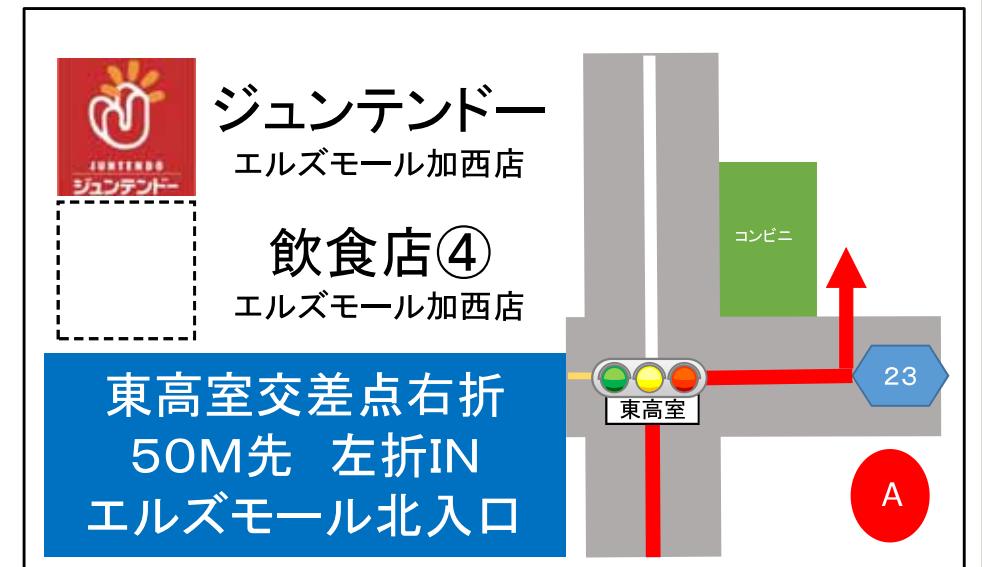 JUNTENDO
ジュンテンドー
ジュンテンドー
エルズモール加西店
飲食店④
エルズモール加西店
東高室交差点右折
50M先　左折IN
エルズモール北入口
コンビニ
東高室
23
A